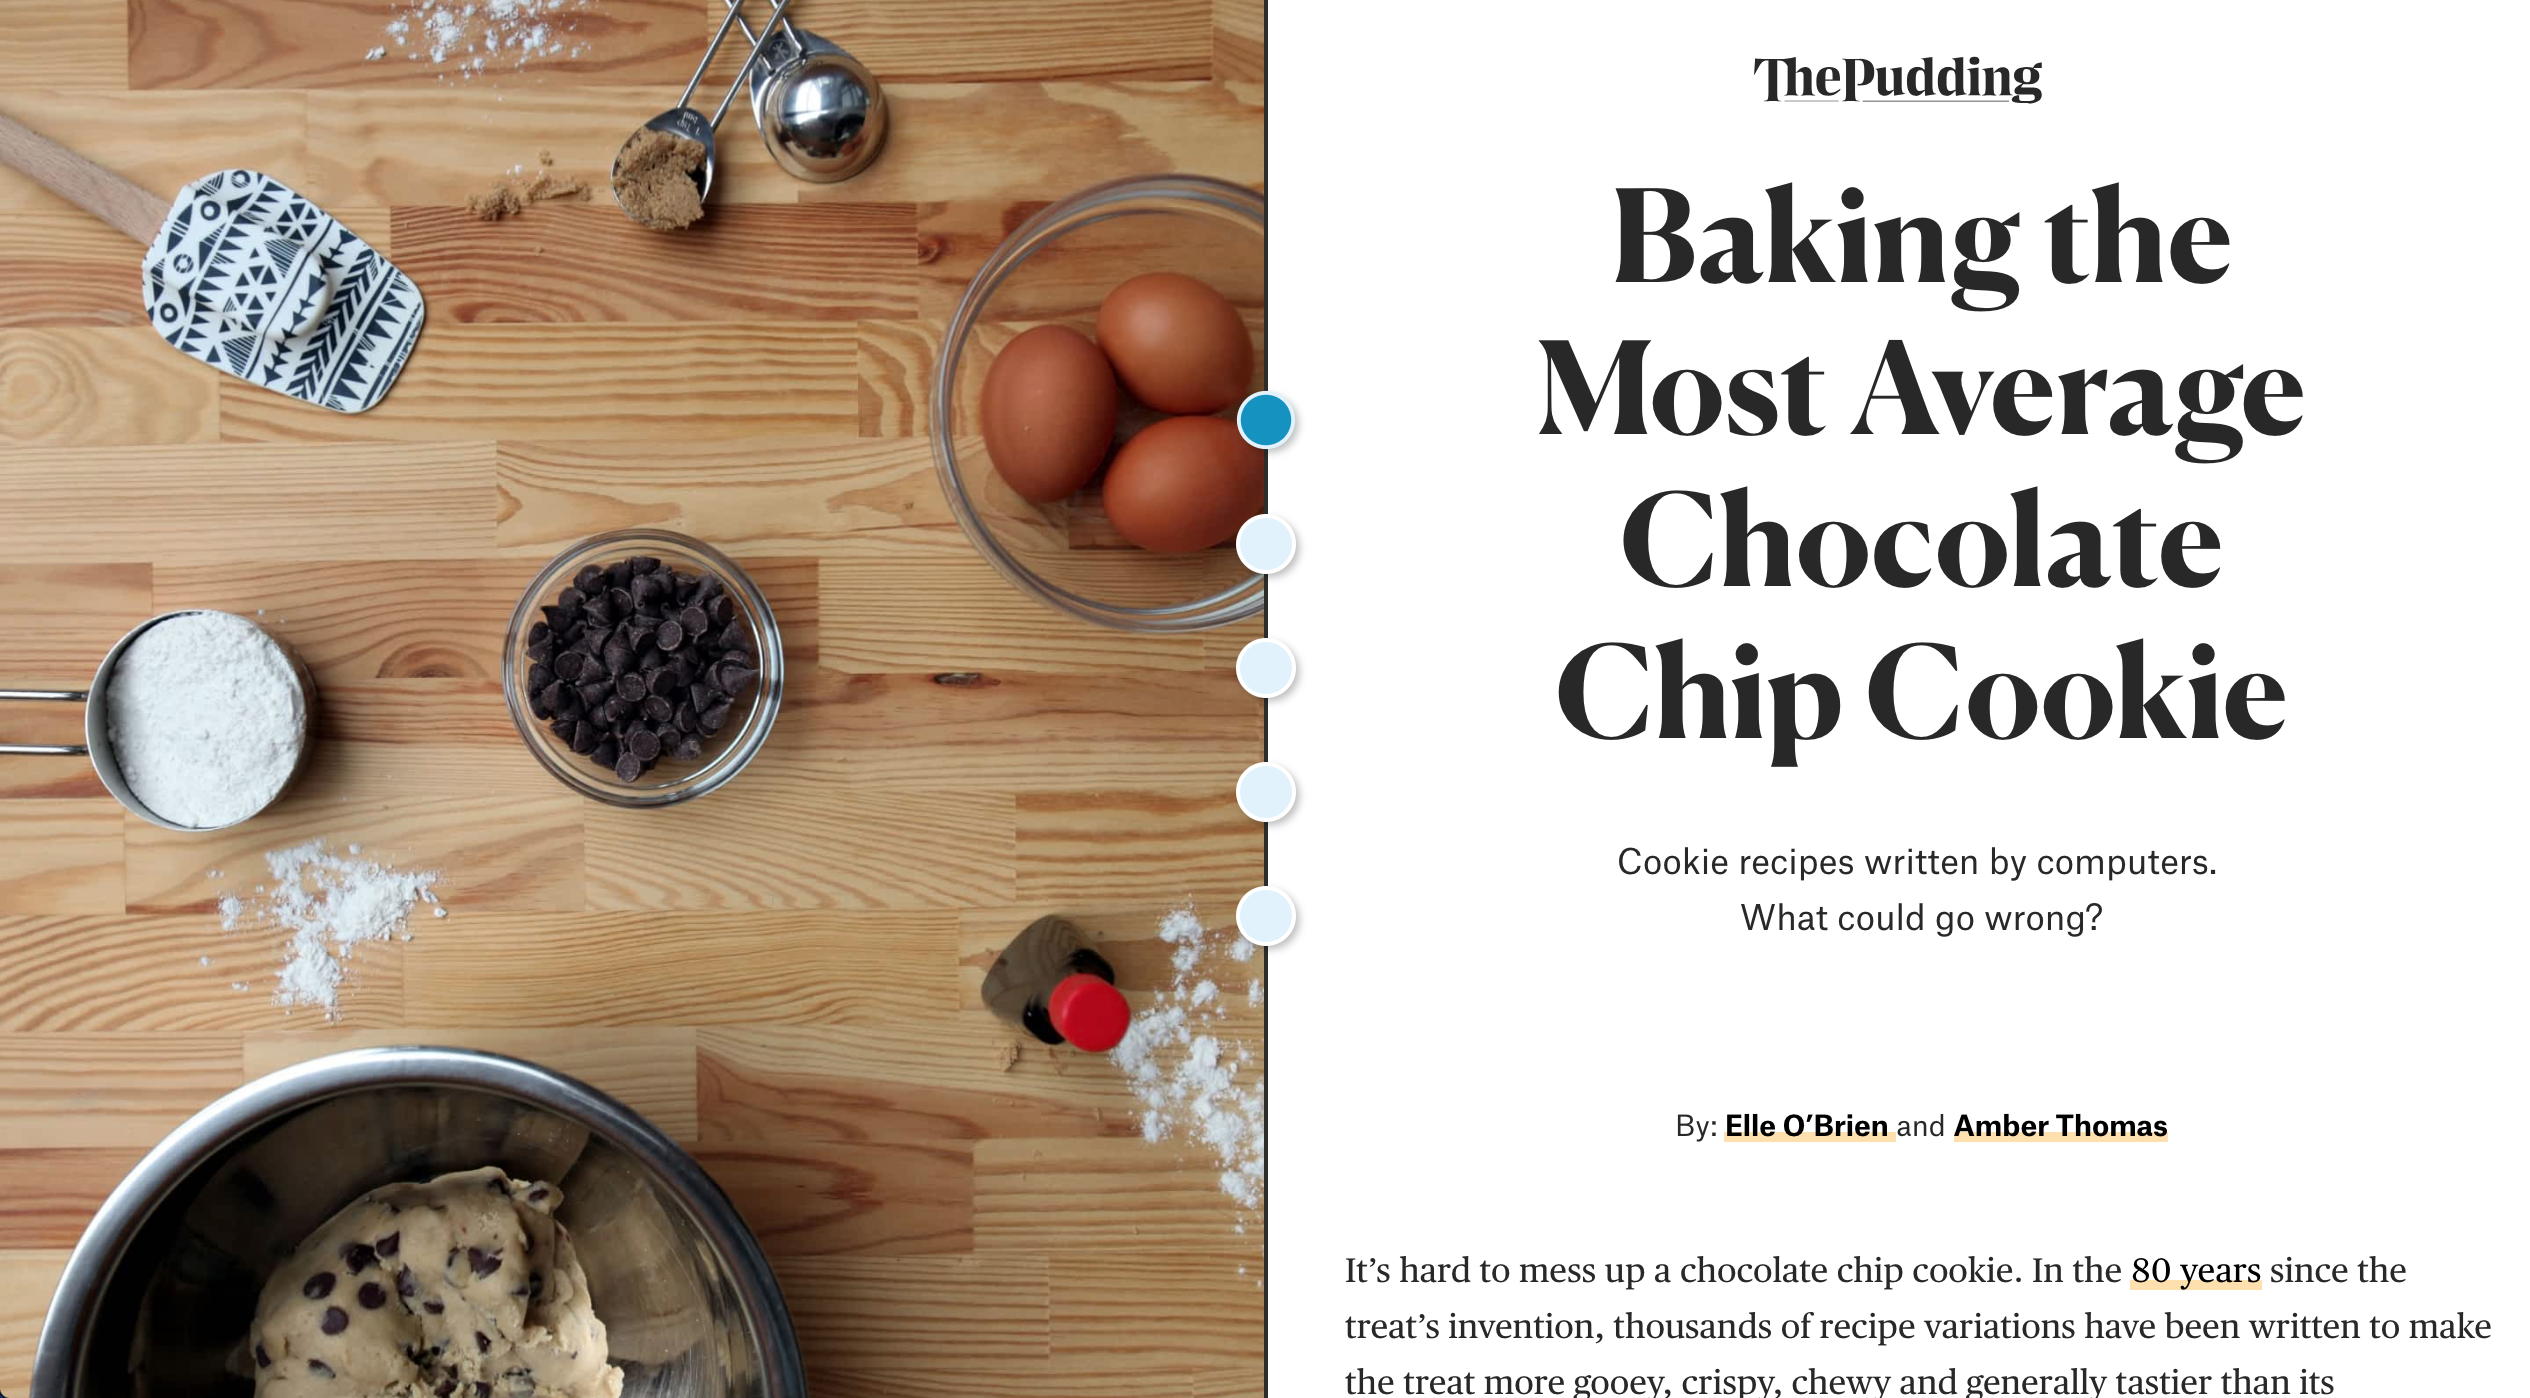 The Pudding
Baking the
Most Average
Chocolate
Chip Cookie
Cookie recipes written by computers.
What could go wrong?
By: Elle O’Brien and Amber Thomas
It’s hard to mess up a chocolate chip cookie. In the 80 years since the
treat’s invention, thousands of recipe variations have been written to make
the treat more gooey, crispy, chewy and generally tastier than its